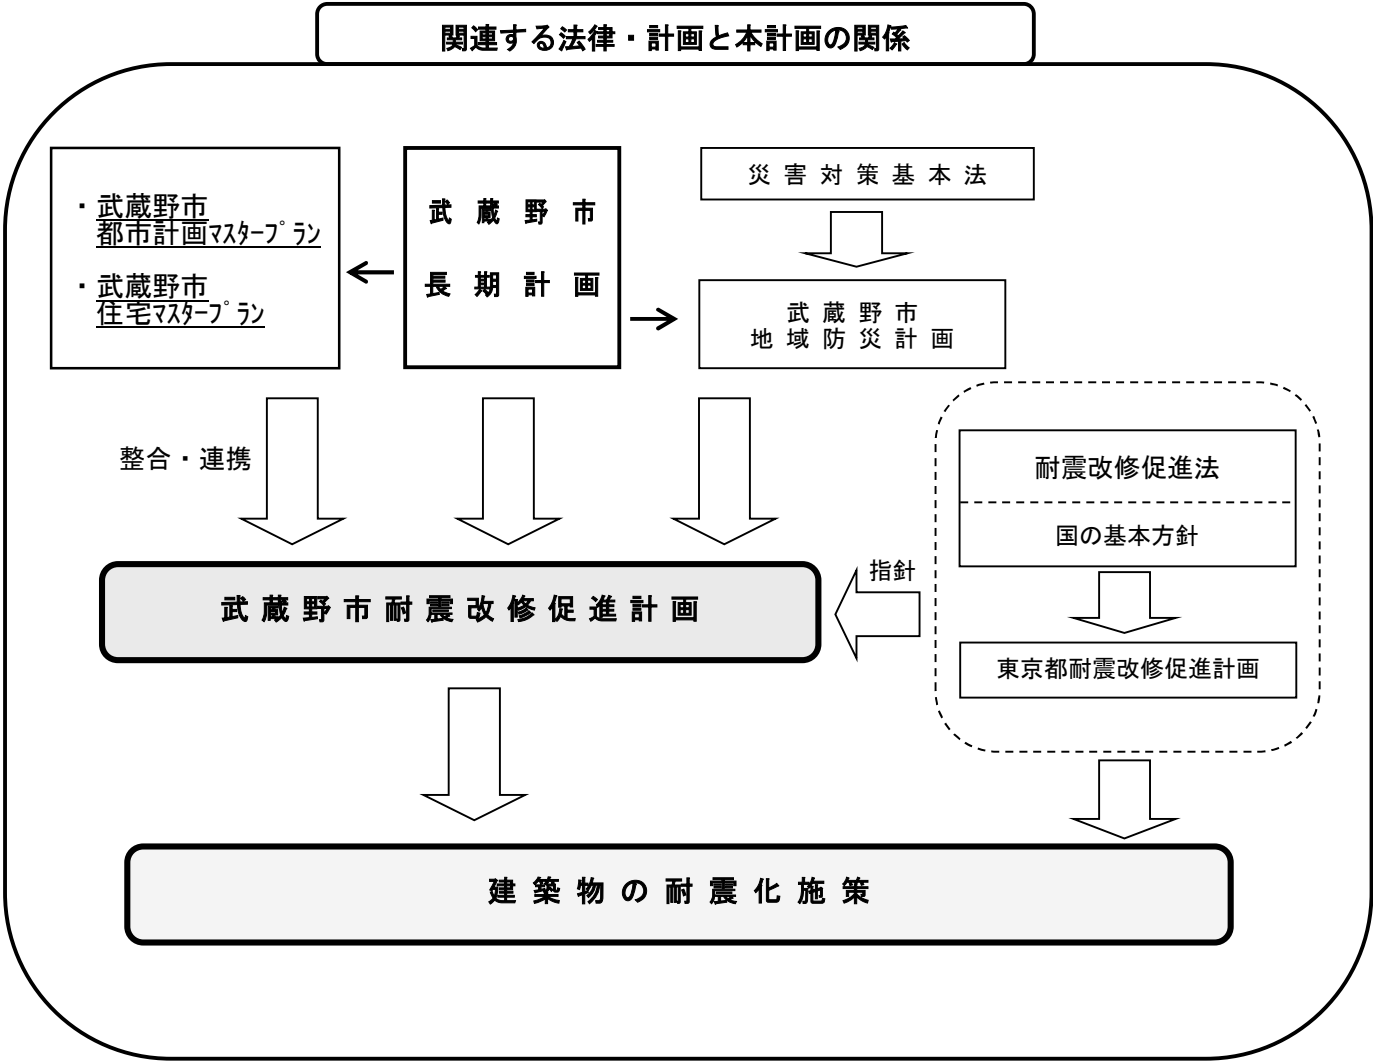 関連する法律・計画と本計画の関係
・武蔵野市
都市計画ﾏｽﾀｰﾌﾟﾗﾝ
・武蔵野市
住宅ﾏｽﾀｰﾌﾟﾗﾝ
武蔵野市
長期計画
災害対策基本法
武蔵野市
地域防災計画
整合・連携
耐震改修促進法
国の基本方針
指針
武蔵野市耐震改修促進計画
東京都耐震改修促進計画
建築物の耐震化施策